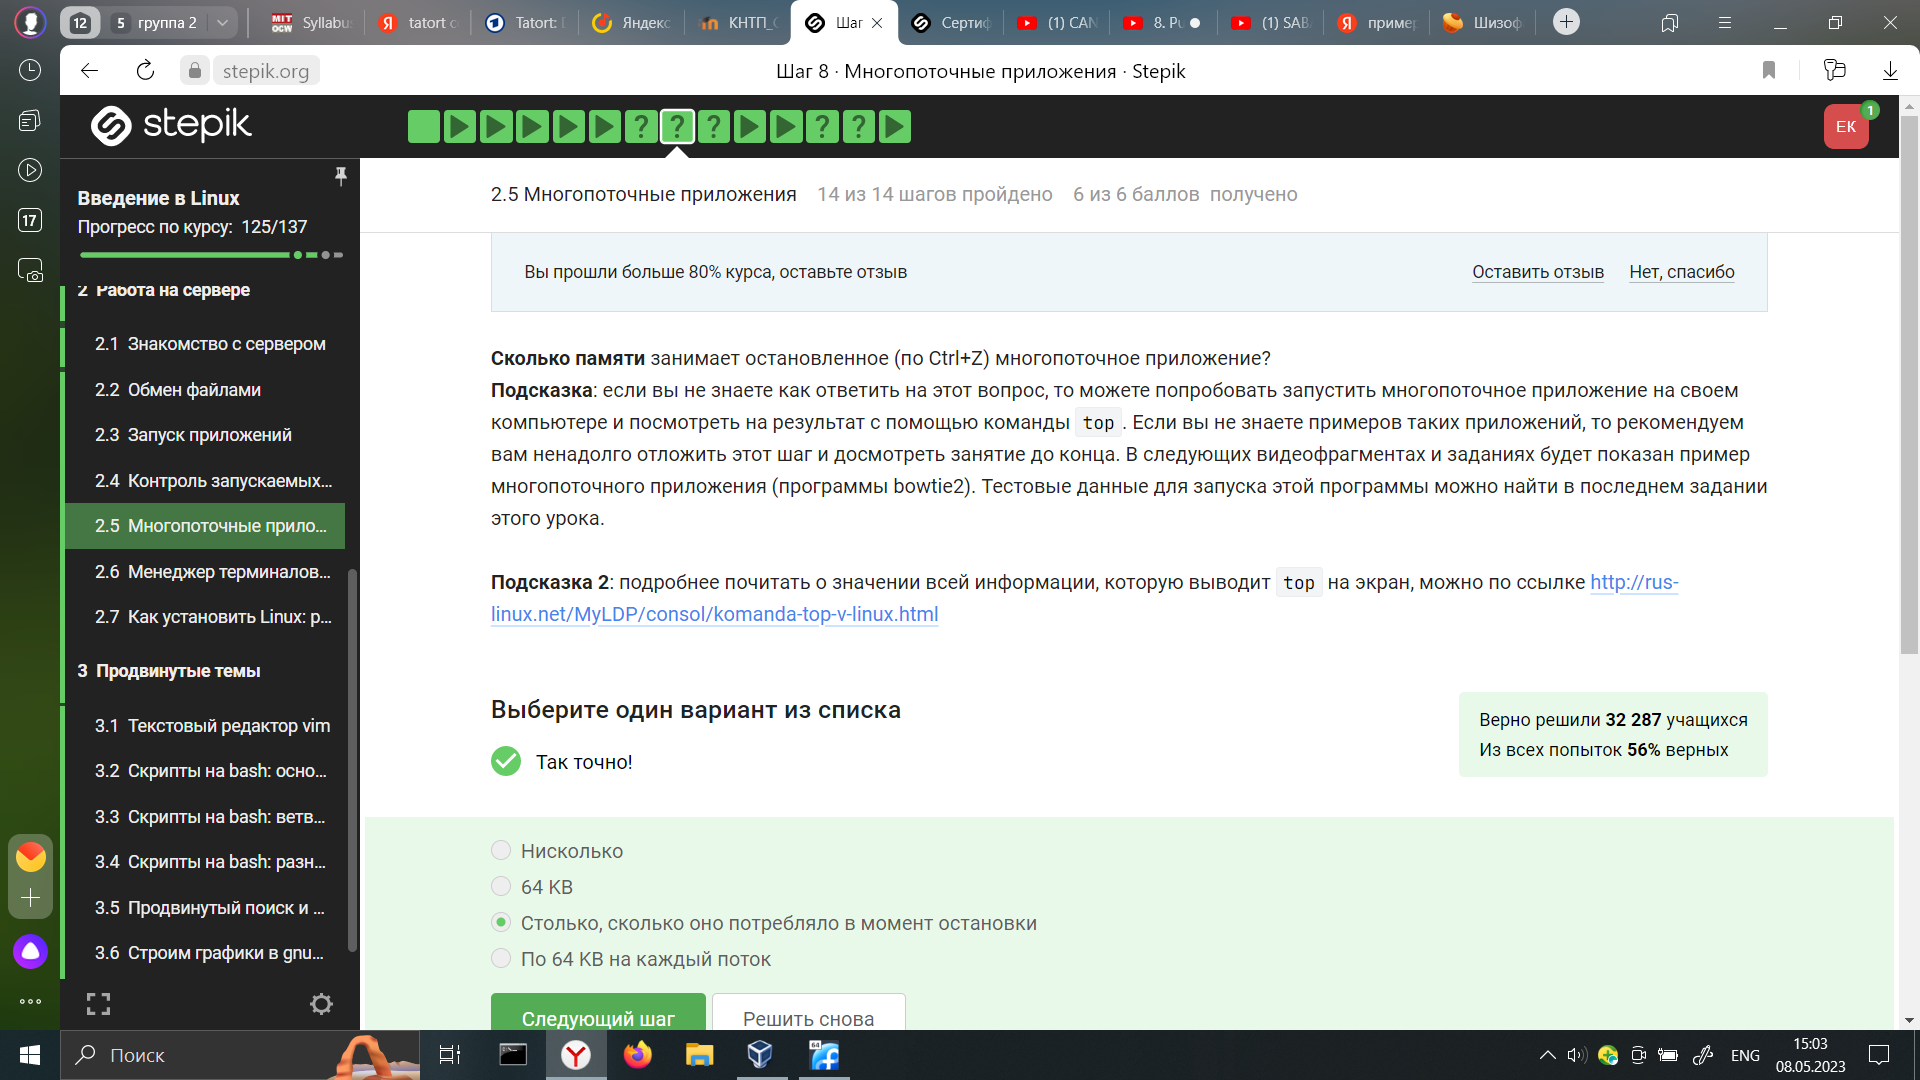 12
5 группа 2
MIT OCW Syllabu
tatort c
Tatort: D
Яндекс
КНТП_С
Шаг
Сертиф
(1) CAN
8. Pu
(1) SAB
пример
Шизоф
stepik.org
Шаг 8 · Многопоточные приложения · Stepik
17
stepik
? ? ? ? ?
ЕК
1
Введение в Linux
Прогресс по курсу: 125/137
2 Работа на сервере
2.1 Знакомство с сервером
2.2 Обмен файлами
2.3 Запуск приложений
2.4 Контроль запускаемых...
2.5 Многопоточные прило...
2.6 Менеджер терминалов...
2.7 Как установить Linux: р...
3 Продвинутые темы
3.1 Текстовый редактор vim
3.2 Скрипты на bash: осно...
3.3 Скрипты на bash: ветв...
3.4 Скрипты на bash: разн...
3.5 Продвинутый поиск и ...
3.6 Строим графики в gnu...
2.5 Многопоточные приложения 14 из 14 шагов пройдено 6 из 6 баллов получено
Вы прошли больше 80% курса, оставьте отзыв
Оставить отзыв
Нет, спасибо
Сколько памяти занимает остановленное (по Ctrl+Z) многопоточное приложение?
Подсказка: если вы не знаете как ответить на этот вопрос, то можете попробовать запустить многопоточное приложение на своем
компьютере и посмотреть на результат с помощью команды top. Если вы не знаете примеров таких приложений, то рекомендуем
вам ненадолго отложить этот шаг и досмотреть занятие до конца. В следующих видеофрагментах и заданиях будет показан пример
многопоточного приложения (программы bowtie2). Тестовые данные для запуска этой программы можно найти в последнем задании
этого урока.
Подсказка 2: подробнее почитать о значении всей информации, которую выводит top на экран, можно по ссылке http://rus-
linux.net/MyLDP/consol/komanda-top-v-linux.html
Выберите один вариант из списка
Так точно!
Верно решили 32 287 учащихся
Из всех попыток 56% верных
Нисколько
64 KB
Столько, сколько оно потребляло в момент остановки
По 64 KB на каждый поток
Следующий шаг
Решить снова
Поиск
64
ENG
15:03
08.05.2023